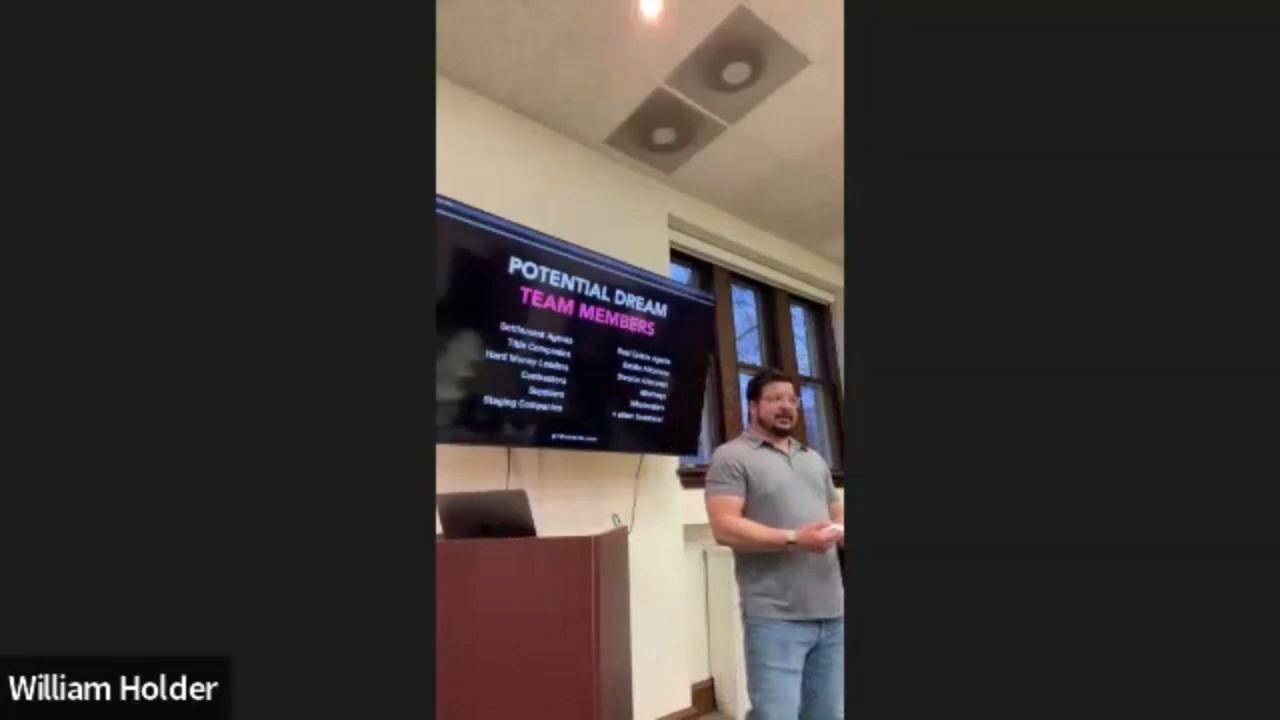 POTENTIAL DREAM
TEAM MEMBERS
Settlement Agents
Title Companies
Hard Money Lenders
Contractors
Suppliers
Staging Companies
Real Estate Agents
Estate Attorneys
Divorce Attorneys
Wholesalers
William Holder